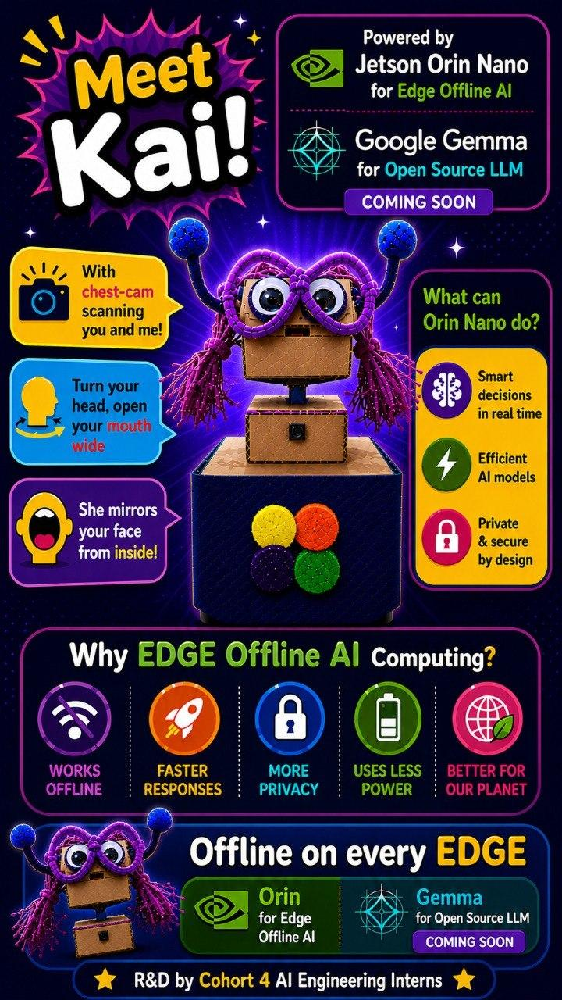 Meet
Kai!
Powered by
Jetson Orin Nano
for Edge Offline AI
Google Gemma
for Open Source LLM
COMING SOON
With
chest-cam
scanning
you and me!
Turn your
head, open
your mouth
wide
She mirrors
your face
from inside!
What can
Orin Nano do?
Smart
decisions
in real time
Efficient
AI models
Private
& secure
by design
Why EDGE Offline AI Computing?
WORKS
OFFLINE
FASTER
RESPONSES
MORE
PRIVACY
USES LESS
POWER
BETTER FOR
OUR PLANET
Offline on every EDGE
Orin
for Edge
Offline AI
Gemma
for Open Source LLM
COMING SOON
R&D by Cohort 4 AI Engineering Interns